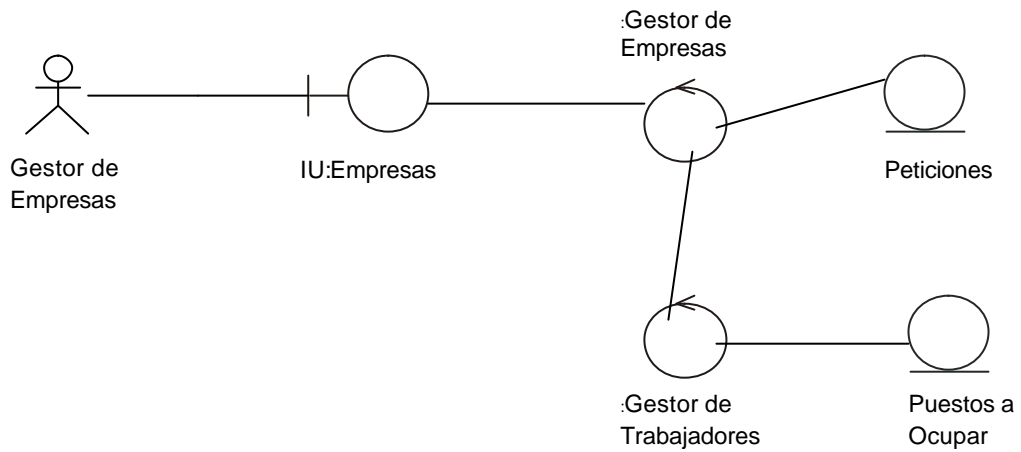 :Gestor de
Empresas
Gestor de
Empresas
IU:Empresas
Peticiones
:Gestor de
Trabajadores
Puestos a
Ocupar